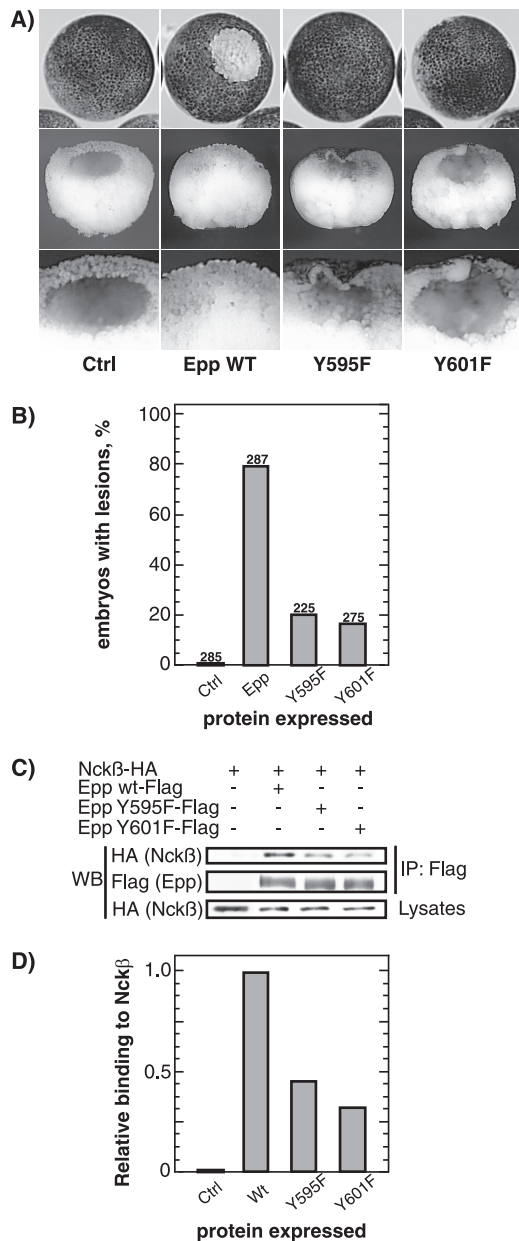 A)
Ctrl Epp WT Y595F Y601F
B)
embryos with lesions, %
100
80
60
40
20
0
285
287
225
275
Ctrl
Epp
Y595F
Y601F
protein expressed
C)
Nckß-HA + + + +
Epp wt-Flag - + - -
Epp Y595F-Flag - - + -
Epp Y601F-Flag - - - +
WB
HA (Nckß)
Flag (Epp)
HA (Nckß)
IP: Flag
Lysates
D)
Relative binding to Nckβ
1.0
0.5
0
Ctrl
Wt
Y595F
Y601F
protein expressed